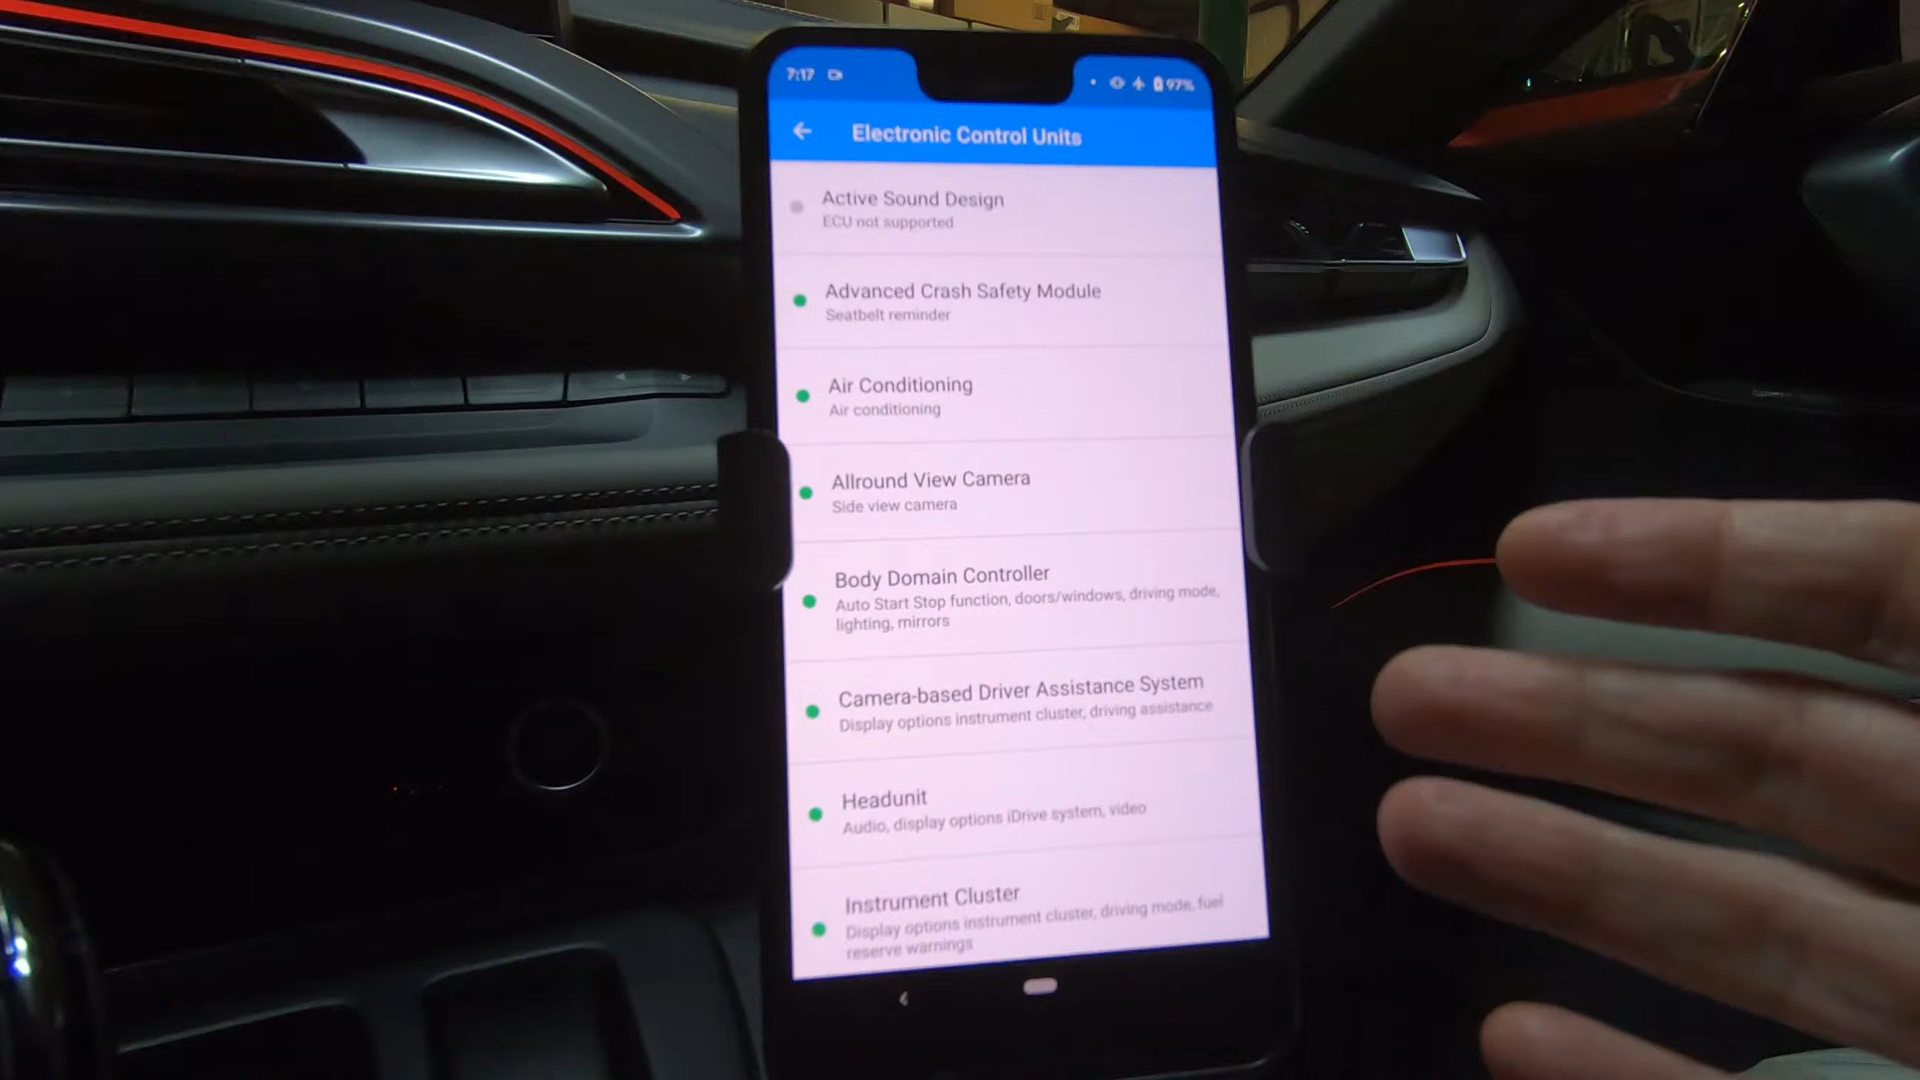 7:17
97%
Electronic Control Units
Active Sound Design
ECU not supported
Advanced Crash Safety Module
Seatbelt reminder
Air Conditioning
Air conditioning
Allround View Camera
Side view camera
Body Domain Controller
Auto Start Stop function, doors/windows, driving mode,
lighting, mirrors
Camera-based Driver Assistance System
Display options instrument cluster, driving assistance
Headunit
Audio, display options iDrive system, video
Instrument Cluster
Display options instrument cluster, driving mode, fuel
reserve warnings